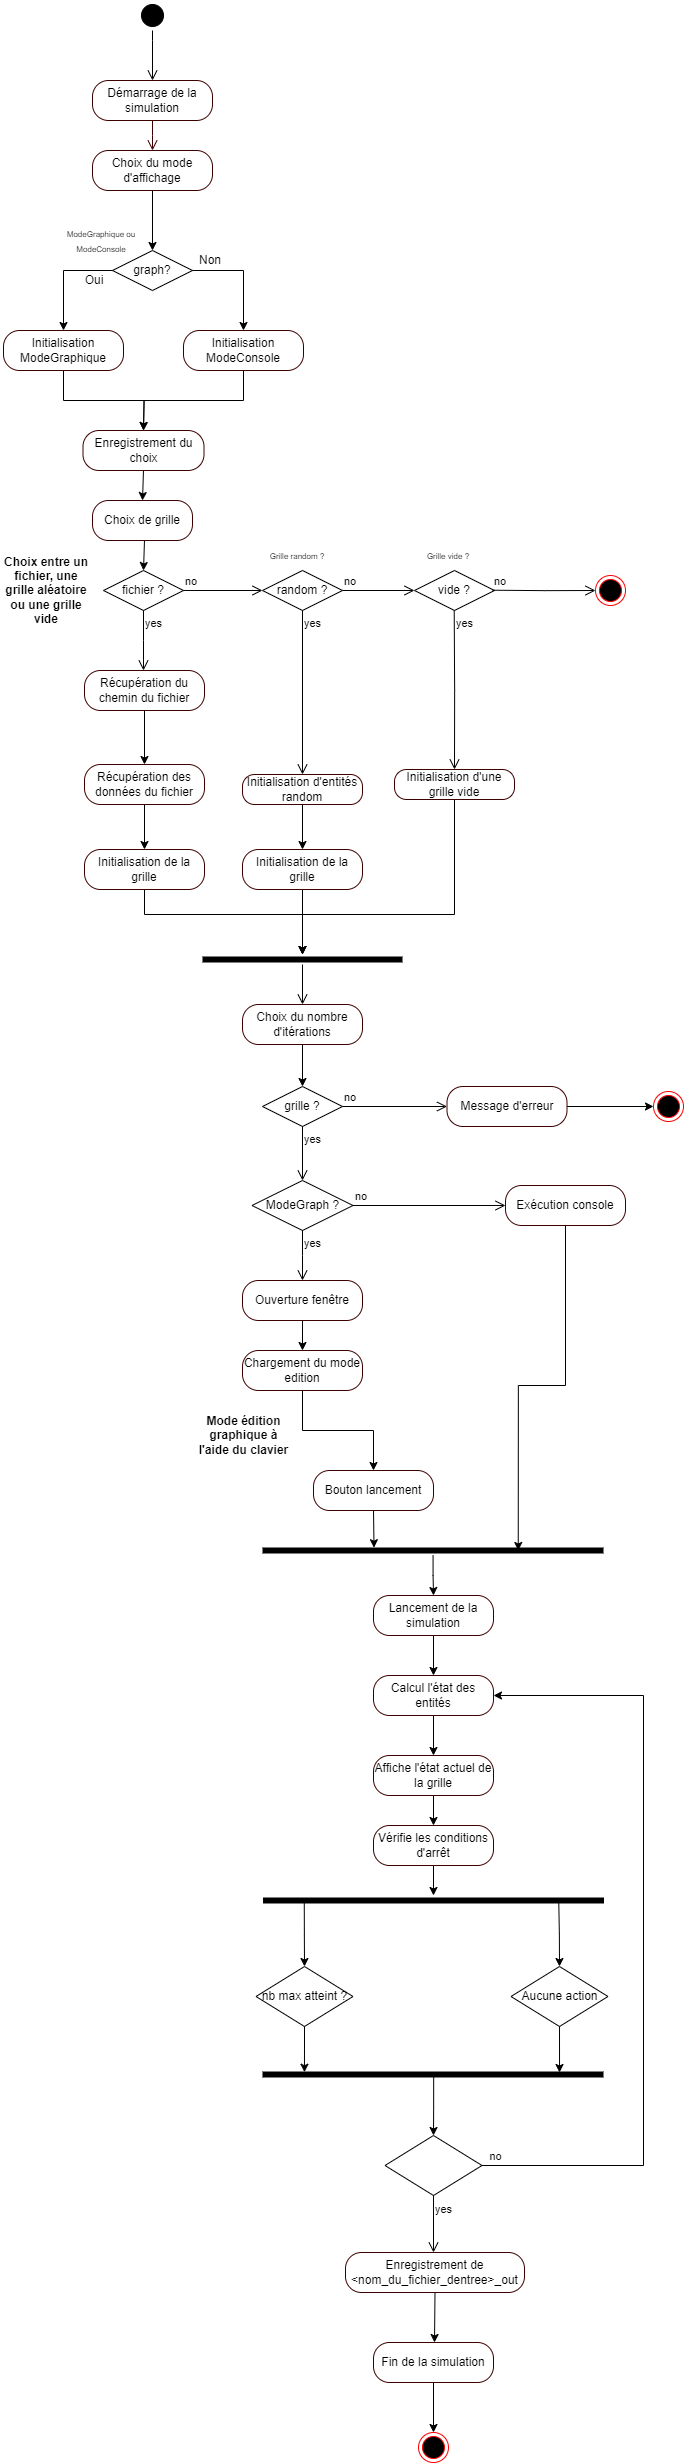 Démarrage de la
simulation
Choix du mode
d'affichage
ModeGraphique ou
ModeConsole
graph?
Oui
Non
Initialisation
ModeGraphique
Initialisation
ModeConsole
Enregistrement du
choix
Choix de grille
Choix entre un
fichier, une
grille aléatoire
ou une grille
vide
fichier ?
no
yes
Grille random ?
random ?
no
yes
Grille vide ?
vide ?
no
yes
Récupération du
chemin du fichier
Récupération des
données du fichier
Initialisation de la
grille
Initialisation d'entités
random
Initialisation de la
grille
Initialisation d'une
grille vide
Choix du nombre
d'itérations
grille ?
no
yes
Message d'erreur
ModeGraph ?
no
yes
Exécution console
Ouverture fenêtre
Chargement du mode
edition
Mode édition
graphique à
l'aide du clavier
Bouton lancement
Lancement de la
simulation
Calcul l'état des
entités
Affiche l'état actuel de
la grille
Vérifie les conditions
d'arrêt
nb max atteint ?
Aucune action
no
yes
Enregistrement de
<nom_du_fichier_dentree>_out
Fin de la simulation